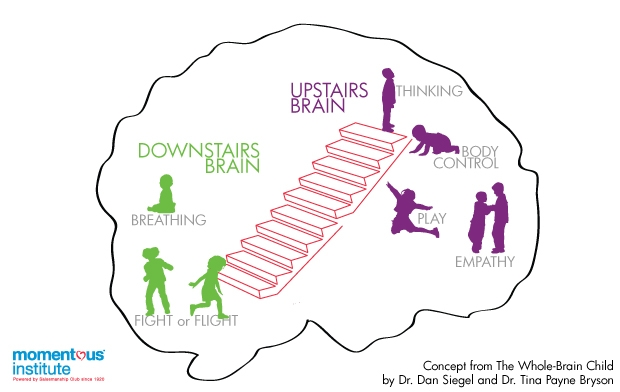 UPSTAIRS
BRAIN
THINKING
BODY
CONTROL
PLAY
EMPATHY
DOWNSTAIRS
BRAIN
BREATHING
FIGHT or FLIGHT
momentous
institute
Powered by Salesmanship Club since 1920
Concept from The Whole-Brain Child
by Dr. Dan Siegel and Dr. Tina Payne Bryson